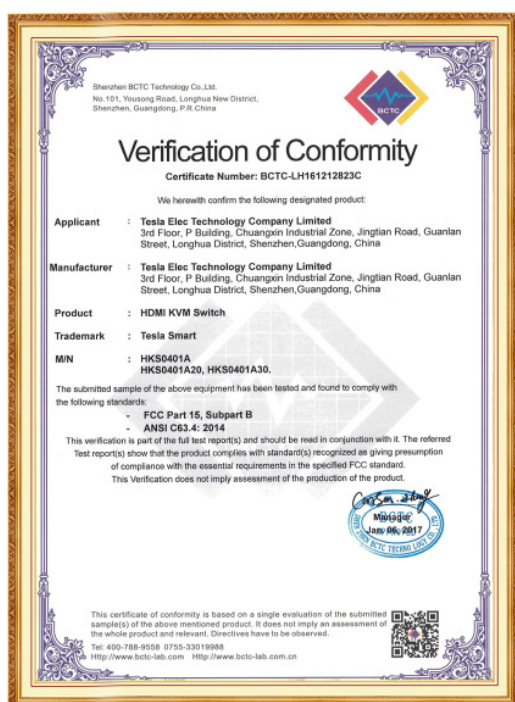 Shenzhen BCTC Technology Co.,Ltd.
No.101, Yousong Road, Longhua New District,
Shenzhen, Guangdong, P.R.China
BCTC
Verification of Conformity
Certificate Number: BCTC-LH161212823C
We herewith confirm the following designated product:
Applicant : Tesla Elec Technology Company Limited
3rd Floor, P Building, Chuangxin Industrial Zone, Jingtian Road, Guanlan
Street, Longhua District, Shenzhen,Guangdong, China
Manufacturer : Tesla Elec Technology Company Limited
3rd Floor, P Building, Chuangxin Industrial Zone, Jingtian Road, Guanlan
Street, Longhua District, Shenzhen,Guangdong, China
Product : HDMI KVM Switch
Trademark : Tesla Smart
M/N : HKS0401A
HKS0401A20, HKS0401A30.
The submitted sample of the above equipment has been tested and found to comply with
the following standards:
- FCC Part 15, Subpart B
- ANSI C63.4: 2014
This verification is part of the full test report(s) and should be read in conjunction with it. The referred
Test report(s) show that the product complies with standard(s) recognized as giving presumption
of compliance with the essential requirements in the specified FCC standard.
This Verification does not imply assessment of the production of the product.
BCTC
Manager
Jan. 06, 2017
This certificate of conformity is based on a single evaluation of the submitted
sample(s) of the above mentioned product. It does not imply an assessment of
the whole product and relevant. Directives have to be observed.
Tel: 400-788-9558 0755-33019988
Http://www.bctc-lab.com Http://www.bctc-lab.com.cn